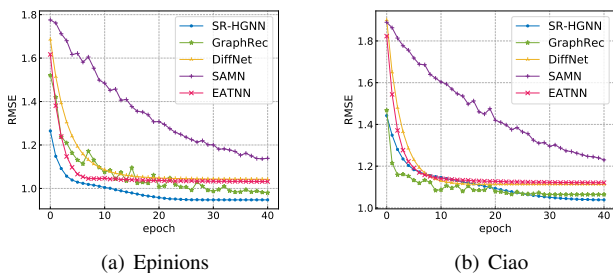 SR-HGNN
GraphRec
DiffNet
SAMN
EATNN
RMSE
1.8
1.6
1.4
1.2
1.0
0 10 20 30 40
epoch
(a) Epinions
SR-HGNN
GraphRec
DiffNet
SAMN
EATNN
RMSE
1.8
1.6
1.4
1.2
1.0
0 10 20 30 40
epoch
(b) Ciao